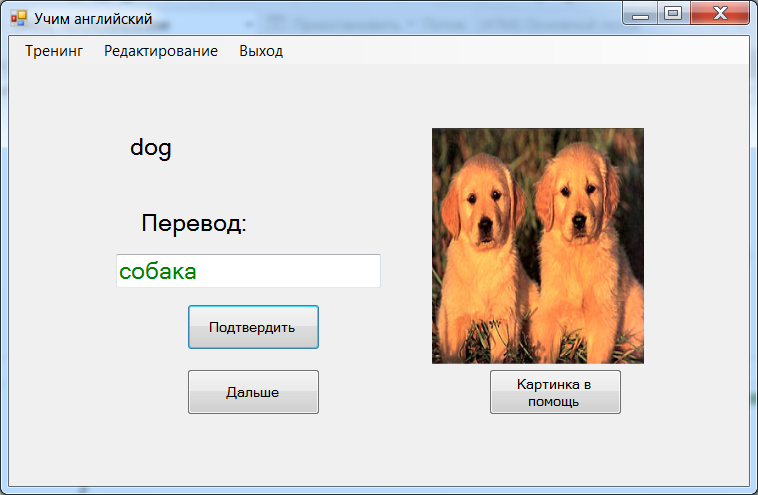 Учим английский
Тренинг Редактирование Выход
dog
Перевод:
собака
Подтвердить
Дальше
Картинка в
помощь